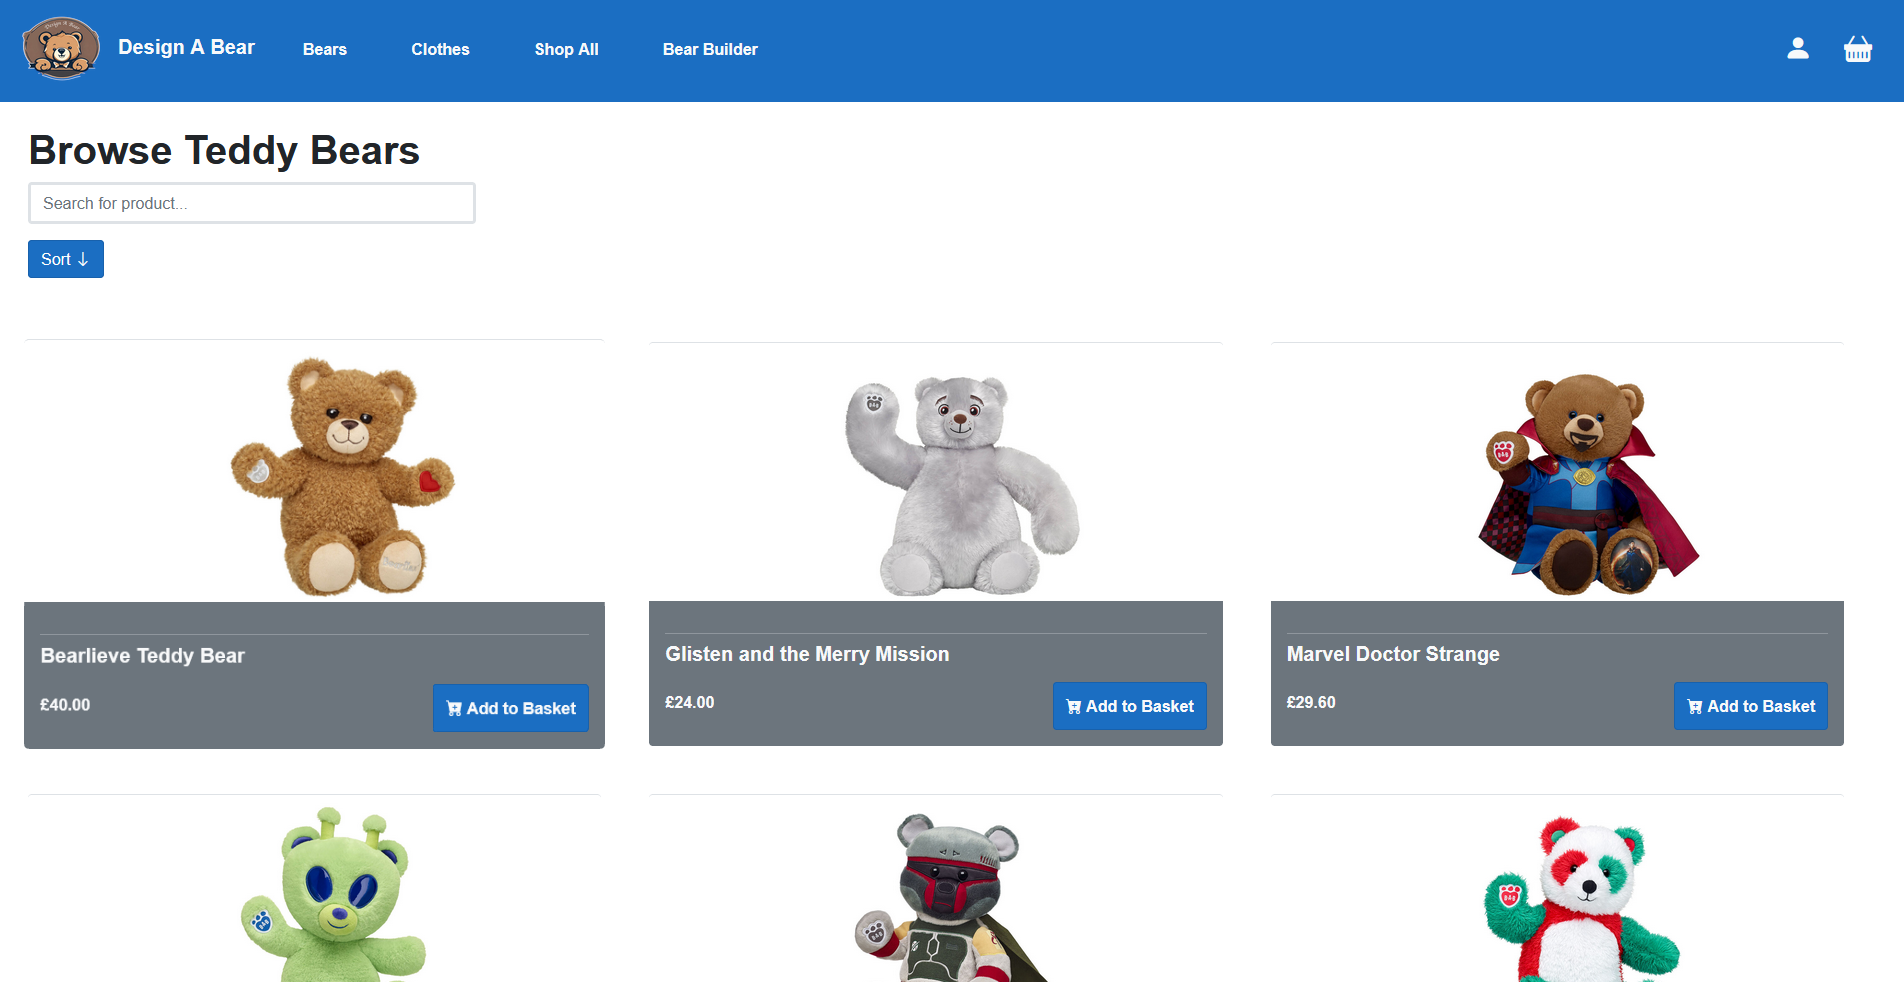 Design A Bear
Design A Bear
Bears
Clothes
Shop All
Bear Builder
Browse Teddy Bears
Search for product...
Sort ↓
Bearlieve Teddy Bear
£40.00
Add to Basket
Glisten and the Merry Mission
£24.00
Add to Basket
Marvel Doctor Strange
£29.60
Add to Basket